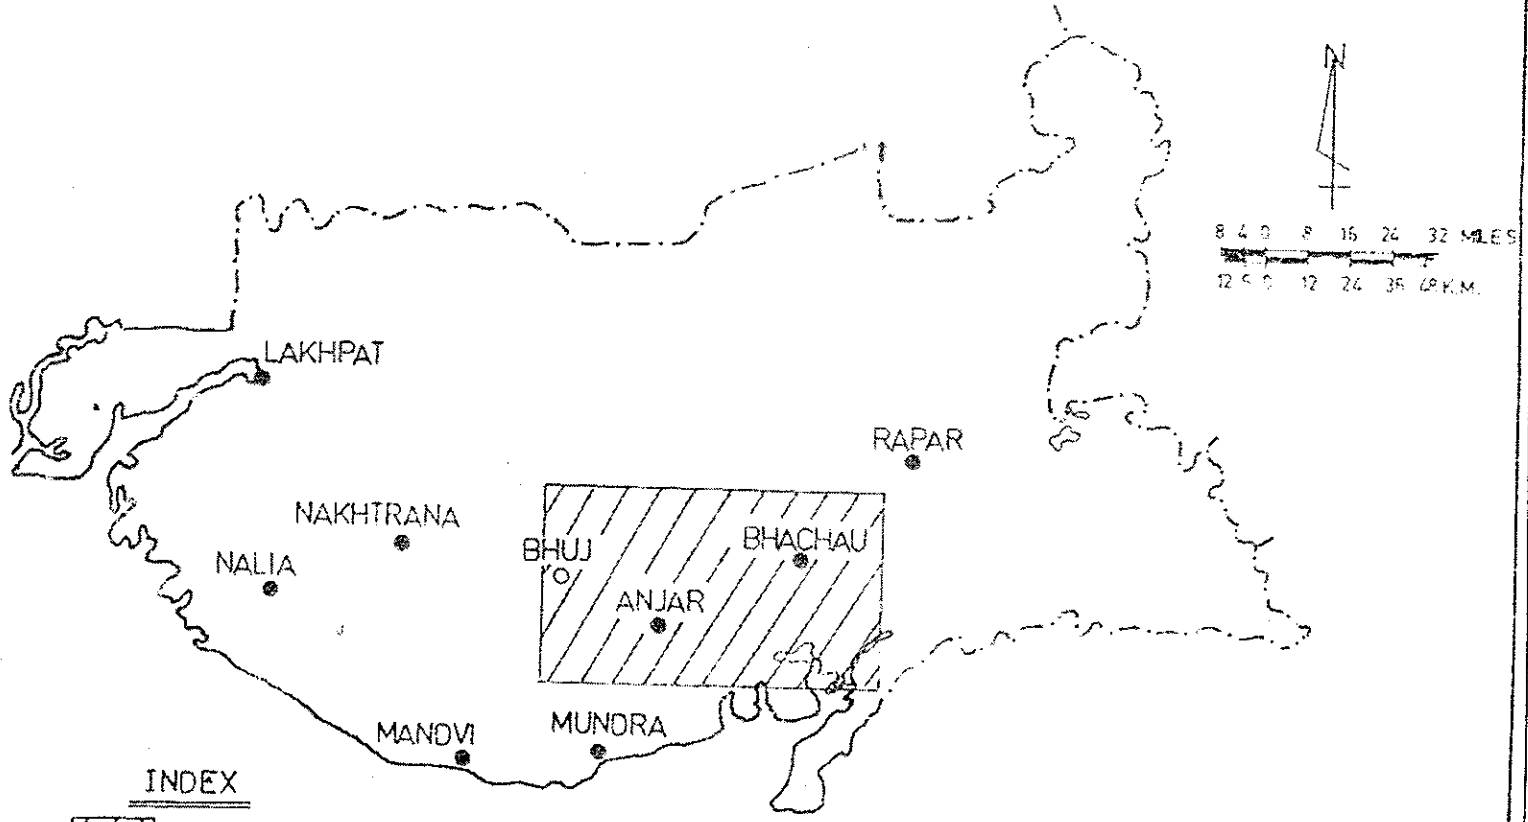 N
8 4 0 8 16 24 32 MILES
12 6 0 12 24 36 48 K.M.
LAKHPAT
RAPAR
NAKHTRANA
BHUJ
BHACHAU
NALIA
ANJAR
MANDVI
MUNDRA
INDEX